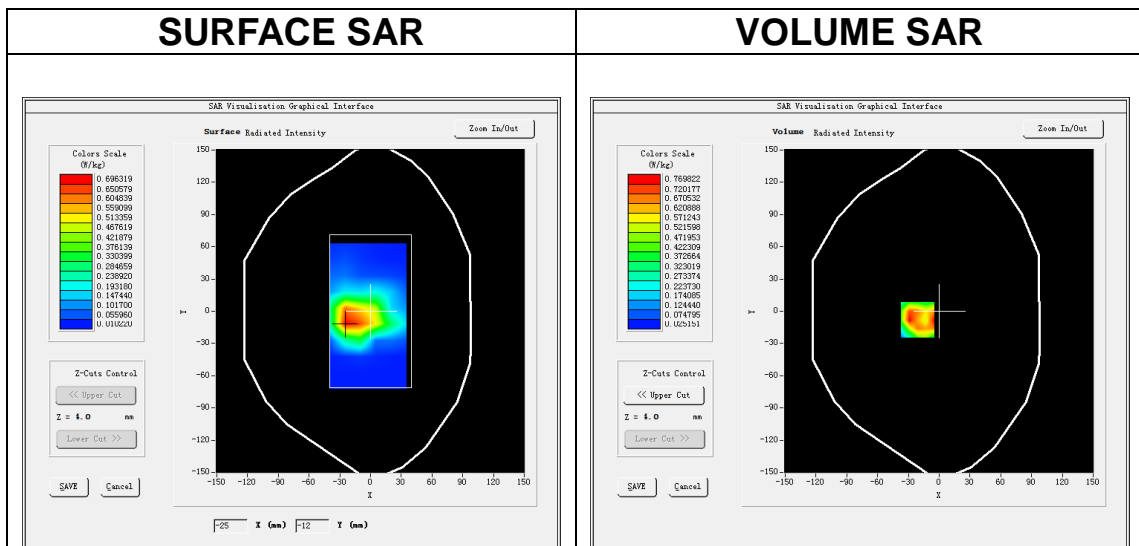 SURFACE SAR
VOLUME SAR
SAR Visualisation Graphical Interface
Surface Radiated Intensity
Zoom In/Out
Colors Scale
(W/kg)
0.696319
0.650579
0.604839
0.559099
0.513359
0.467619
0.421879
0.376139
0.330399
0.284659
0.238920
0.193180
0.147440
0.101700
0.055960
0.010220
Z-Cuts Control
<< Upper Cut
Z = 4.0 mm
Lower Cut >>
SAVE
Cancel
150
120
90
60
30
0
-30
-60
-90
-120
-150
Y
-150 -120 -90 -60 -30 0 30 60 90 120 150
X
-25 X (mm) -12 Y (mm)
SAR Visualisation Graphical Interface
Volume Radiated Intensity
Zoom In/Out
Colors Scale
(W/kg)
0.769822
0.720177
0.670532
0.620888
0.571243
0.521598
0.471953
0.422309
0.372664
0.323019
0.273374
0.223730
0.174085
0.124440
0.074795
0.025151
Z-Cuts Control
<< Upper Cut
Z = 4.0 mm
Lower Cut >>
SAVE
Cancel
150
120
90
60
30
0
-30
-60
-90
-120
-150
Y
-150 -120 -90 -60 -30 0 30 60 90 120 150
X